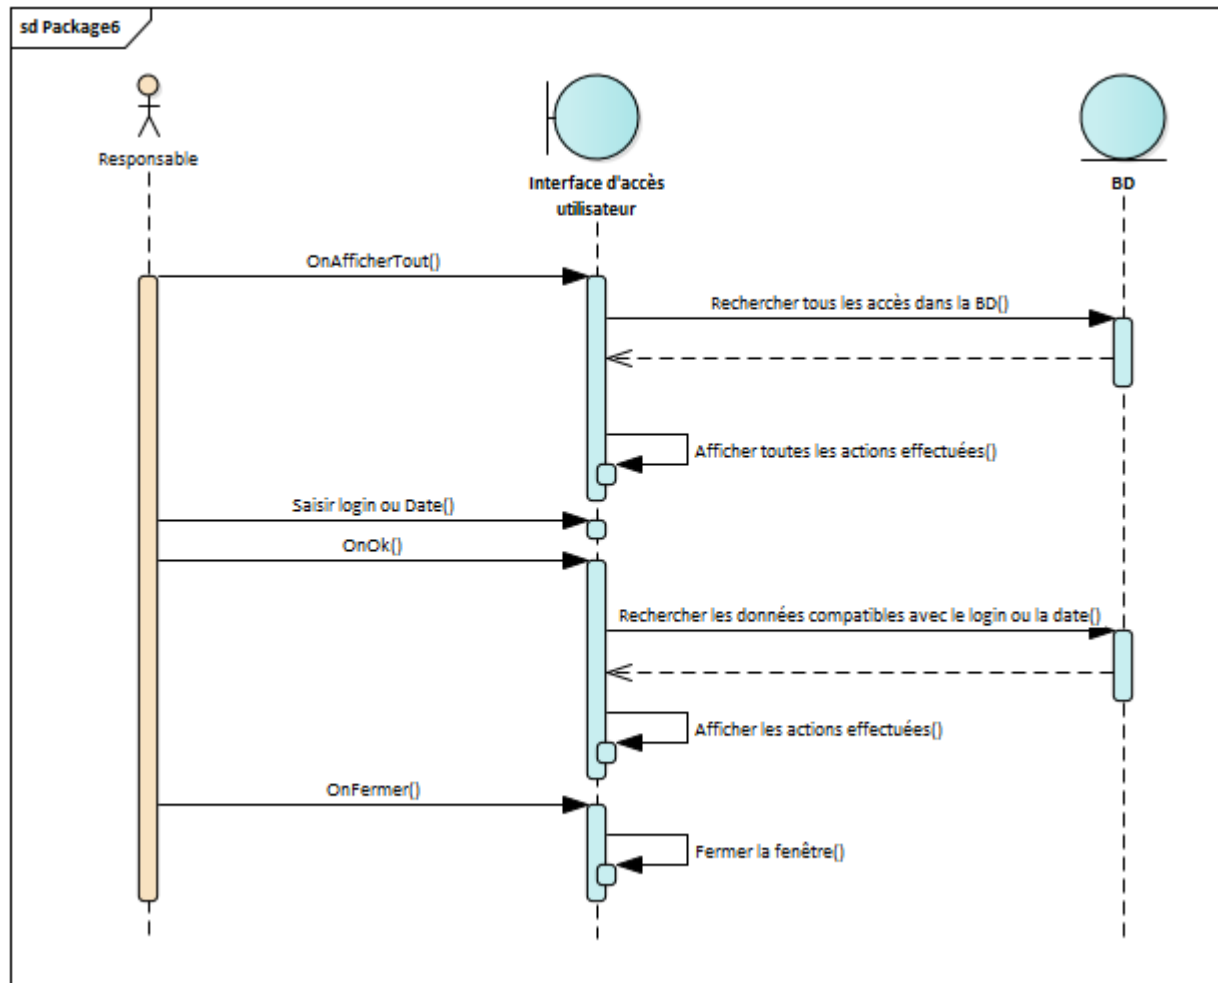 sd Package6
Responsable
Interface d'accès
utilisateur
BD
OnAfficherTout()
Rechercher tous les accès dans la BD()
Afficher toutes les actions effectuées()
Saisir login ou Date()
OnOk()
Rechercher les données compatibles avec le login ou la date()
Afficher les actions effectuées()
OnFermer()
Fermer la fenêtre()